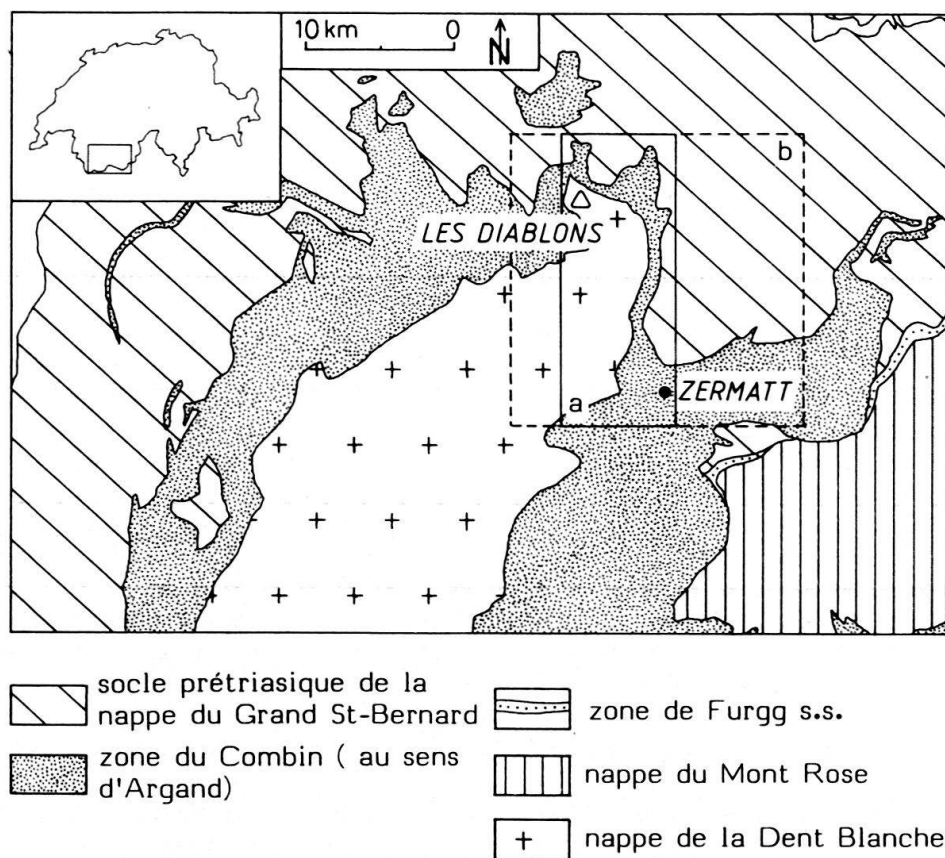 10 km 0
N
b
LES DIABLONS
a
ZERMATT
socle prétriasique de la
nappe du Grand St-Bernard
zone du Combin ( au sens
d'Argand)
zone de Furgg s.s.
nappe du Mont Rose
nappe de la Dent Blanche